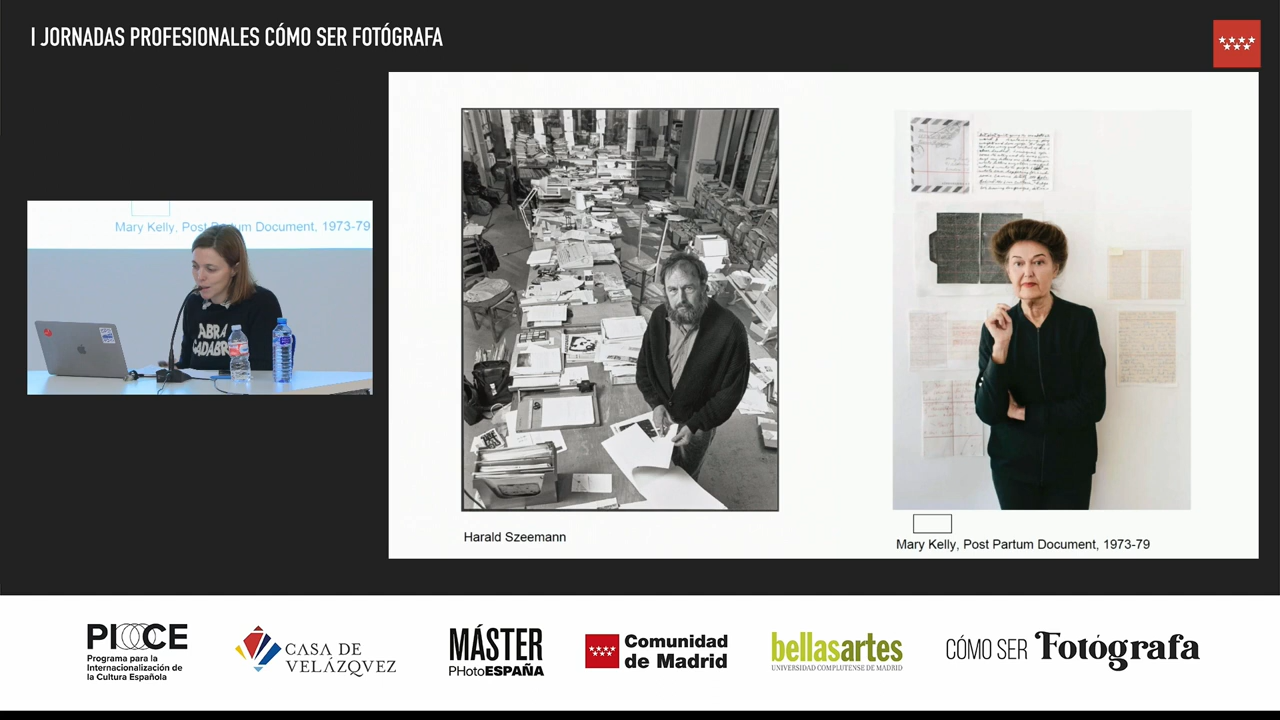 I JORNADAS PROFESIONALES CÓMO SER FOTÓGRAFA
Mary Kelly, Post Partum Document, 1973-79
ABRA
CADABR
Harald Szeemann
Mary Kelly, Post Partum Document, 1973-79
PICE
Programa para la
Internacionalización de
la Cultura Española
CASA DE
VELÁZQVEZ
MÁSTER
PHotoESPAÑA
Comunidad
de Madrid
bellasartes
UNIVERSIDAD COMPLUTENSE DE MADRID
CÓMO SER Fotógrafa